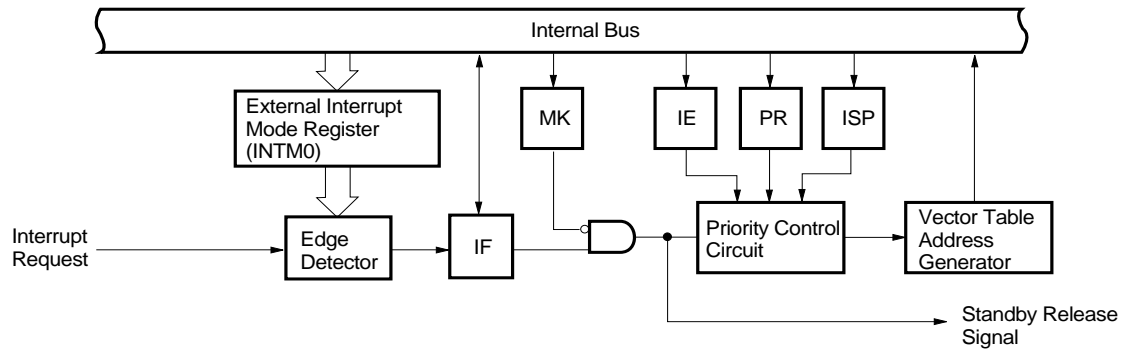 Internal Bus
External Interrupt
Mode Register
(INTM0)
MK
IE
PR
ISP
Interrupt
Request
Edge
Detector
IF
Priority Control
Circuit
Vector Table
Address
Generator
Standby Release
Signal